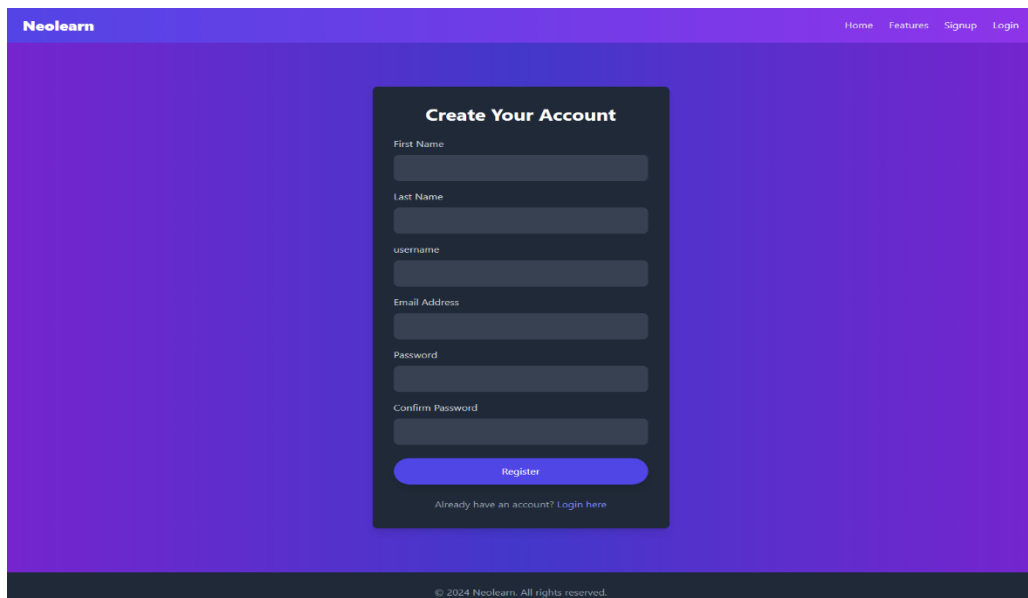 Neolearn
Home Features Signup Login
Create Your Account
First Name
Last Name
username
Email Address
Password
Confirm Password
Register
Already have an account? Login here
© 2024 Neolearn. All rights reserved.